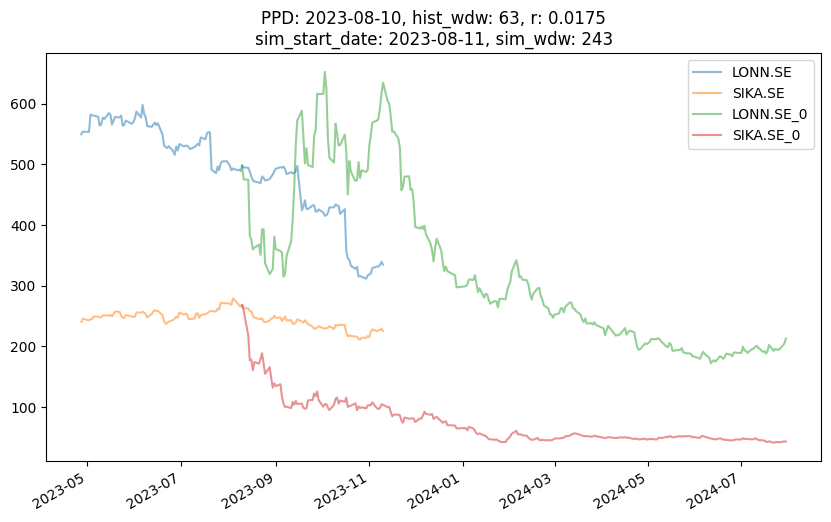 PPD: 2023-08-10, hist_wdw: 63, r: 0.0175
sim_start_date: 2023-08-11, sim_wdw: 243
LONN.SE
SIKA.SE
LONN.SE_0
SIKA.SE_0
600
500
400
300
200
100
2023-05
2023-07
2023-09
2023-11
2024-01
2024-03
2024-05
2024-07